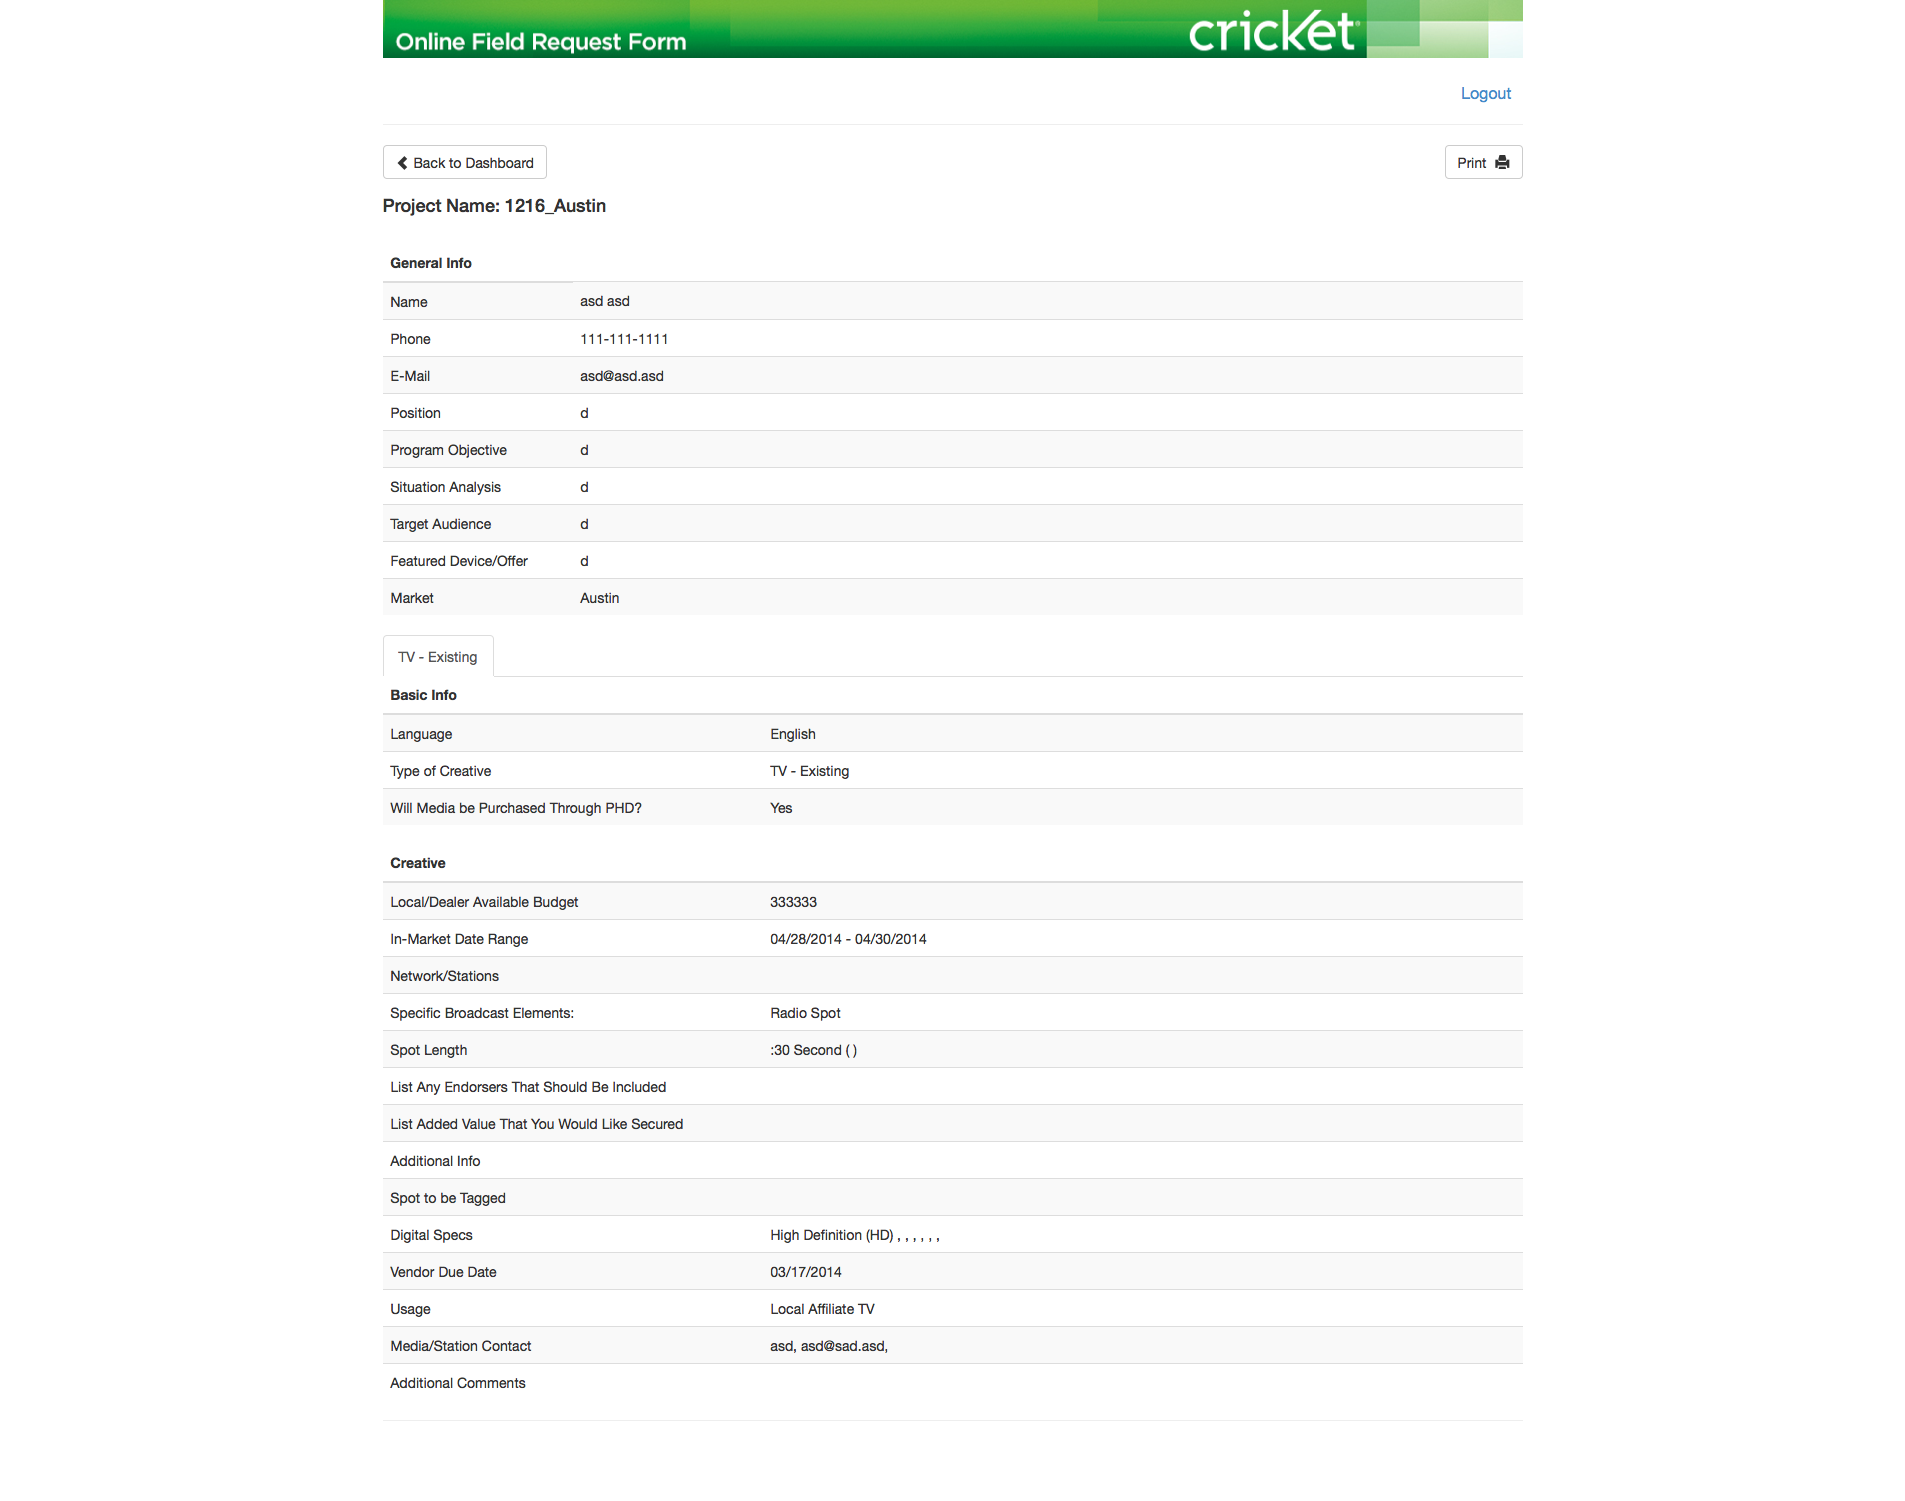 Online Field Request Form
cricket
Logout
Back to Dashboard
Print
Project Name: 1216_Austin
General Info
Name asd asd
Phone 111-111-1111
E-Mail asd@asd.asd
Position d
Program Objective d
Situation Analysis d
Target Audience d
Featured Device/Offer d
Market Austin
TV - Existing
Basic Info
Language English
Type of Creative TV - Existing
Will Media be Purchased Through PHD? Yes
Creative
Local/Dealer Available Budget 333333
In-Market Date Range 04/28/2014 - 04/30/2014
Network/Stations
Specific Broadcast Elements: Radio Spot
Spot Length :30 Second ( )
List Any Endorsers That Should Be Included
List Added Value That You Would Like Secured
Additional Info
Spot to be Tagged
Digital Specs High Definition (HD) , , , , , ,
Vendor Due Date 03/17/2014
Usage Local Affiliate TV
Media/Station Contact asd, asd@sad.asd,
Additional Comments